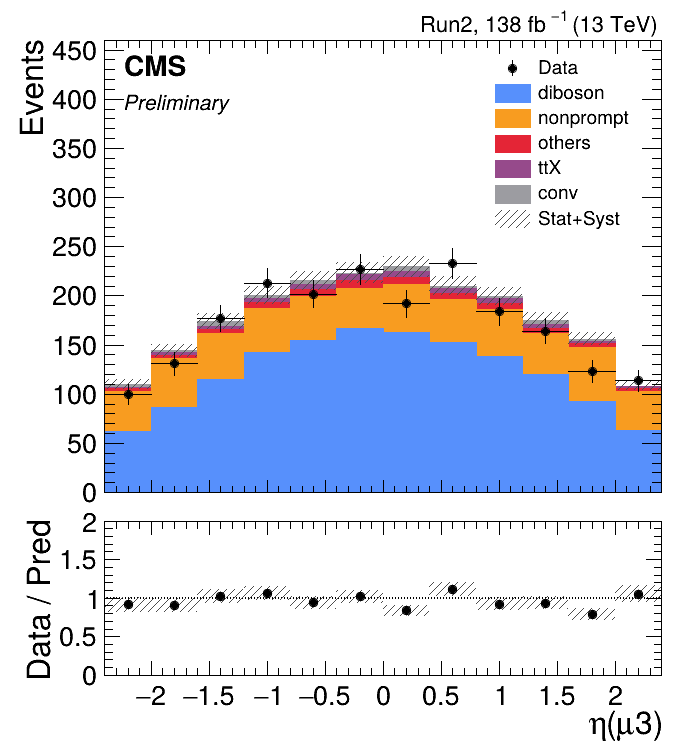 Run2, 138 fb⁻¹ (13 TeV)
CMS
Preliminary
Events
450
400
350
300
250
200
150
100
50
0
Data
diboson
nonprompt
others
ttX
conv
Stat+Syst
Data / Pred
2
1.5
1
0.5
0
−2 −1.5 −1 −0.5 0 0.5 1 1.5 2
η(μ3)